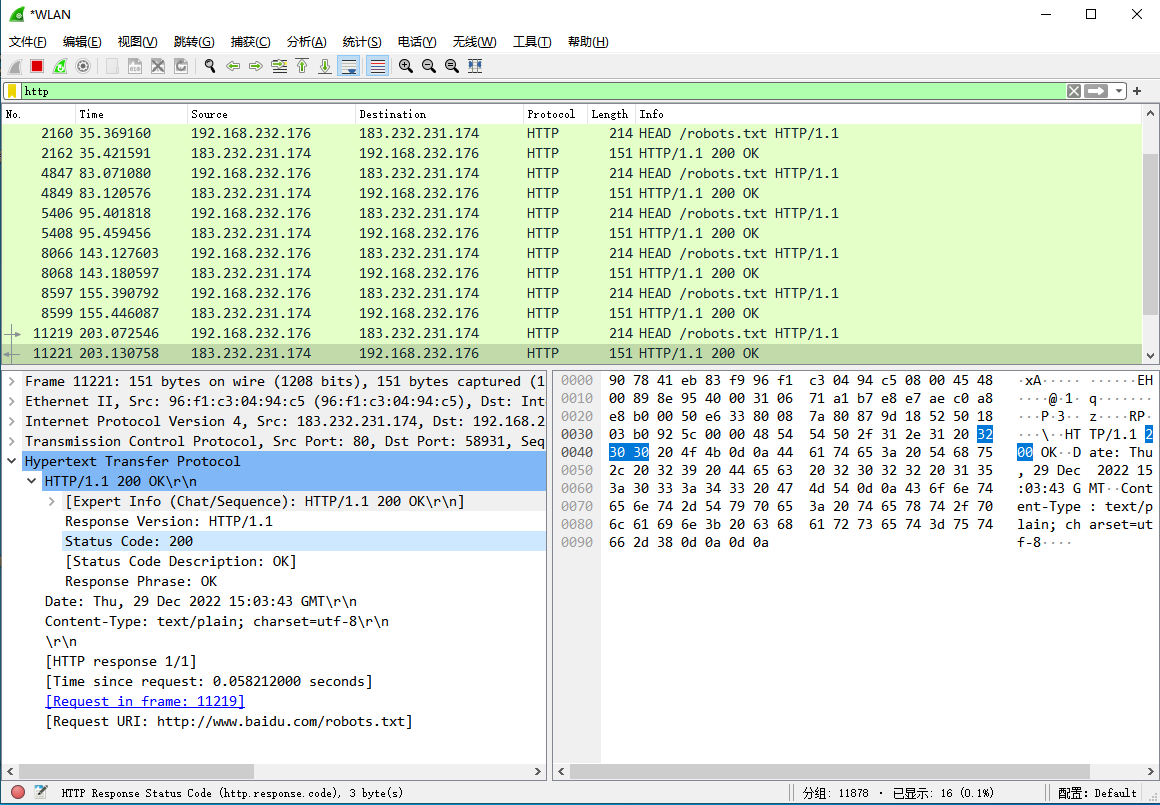 *WLAN
文件(F) 编辑(E) 视图(V) 跳转(G) 捕获(C) 分析(A) 统计(S) 电话(Y) 无线(W) 工具(T) 帮助(H)
http
No. Time Source Destination Protocol Length Info
2160 35.369160 192.168.232.176 183.232.231.174 HTTP 214 HEAD /robots.txt HTTP/1.1
2162 35.421591 183.232.231.174 192.168.232.176 HTTP 151 HTTP/1.1 200 OK
4847 83.071080 192.168.232.176 183.232.231.174 HTTP 214 HEAD /robots.txt HTTP/1.1
4849 83.120576 183.232.231.174 192.168.232.176 HTTP 151 HTTP/1.1 200 OK
5406 95.401818 192.168.232.176 183.232.231.174 HTTP 214 HEAD /robots.txt HTTP/1.1
5408 95.459456 183.232.231.174 192.168.232.176 HTTP 151 HTTP/1.1 200 OK
8066 143.127603 192.168.232.176 183.232.231.174 HTTP 214 HEAD /robots.txt HTTP/1.1
8068 143.180597 183.232.231.174 192.168.232.176 HTTP 151 HTTP/1.1 200 OK
8597 155.390792 192.168.232.176 183.232.231.174 HTTP 214 HEAD /robots.txt HTTP/1.1
8599 155.446087 183.232.231.174 192.168.232.176 HTTP 151 HTTP/1.1 200 OK
11219 203.072546 192.168.232.176 183.232.231.174 HTTP 214 HEAD /robots.txt HTTP/1.1
11221 203.130758 183.232.231.174 192.168.232.176 HTTP 151 HTTP/1.1 200 OK
Frame 11221: 151 bytes on wire (1208 bits), 151 bytes captured (1
Ethernet II, Src: 96:f1:c3:04:94:c5 (96:f1:c3:04:94:c5), Dst: Int
Internet Protocol Version 4, Src: 183.232.231.174, Dst: 192.168.2
Transmission Control Protocol, Src Port: 80, Dst Port: 58931, Seq
Hypertext Transfer Protocol
HTTP/1.1 200 OK\r\n
[Expert Info (Chat/Sequence): HTTP/1.1 200 OK\r\n]
Response Version: HTTP/1.1
Status Code: 200
[Status Code Description: OK]
Response Phrase: OK
Date: Thu, 29 Dec 2022 15:03:43 GMT\r\n
Content-Type: text/plain; charset=utf-8\r\n
\r\n
[HTTP response 1/1]
[Time since request: 0.058212000 seconds]
[Request in frame: 11219]
[Request URI: http://www.baidu.com/robots.txt]
0000 90 78 41 eb 83 f9 96 f1 c3 04 94 c5 08 00 45 48 ·xA····· ······EH
0010 00 89 8e 95 40 00 31 06 71 a1 b7 e8 e7 ae c0 a8 ····@·1· q·······
0020 e8 b0 00 50 e6 33 80 08 7a 80 87 9d 18 52 50 18 ···P·3·· z····RP·
0030 03 b0 92 5c 00 00 48 54 54 50 2f 31 2e 31 20 32 ···\··HT TP/1.1 2
0040 30 30 20 4f 4b 0d 0a 44 61 74 65 3a 20 54 68 75 00 OK··D ate: Thu
0050 2c 20 32 39 20 44 65 63 20 32 30 32 32 20 31 35 , 29 Dec 2022 15
0060 3a 30 33 3a 34 33 20 47 4d 54 0d 0a 43 6f 6e 74 :03:43 G MT··Cont
0070 65 6e 74 2d 54 79 70 65 3a 20 74 65 78 74 2f 70 ent-Type : text/p
0080 6c 61 69 6e 3b 20 63 68 61 72 73 65 74 3d 75 74 lain; ch arset=ut
0090 66 2d 38 0d 0a 0d 0a f-8····
HTTP Response Status Code (http.response.code), 3 byte(s) 分组: 11878 · 已显示: 16 (0.1%) 配置: Default